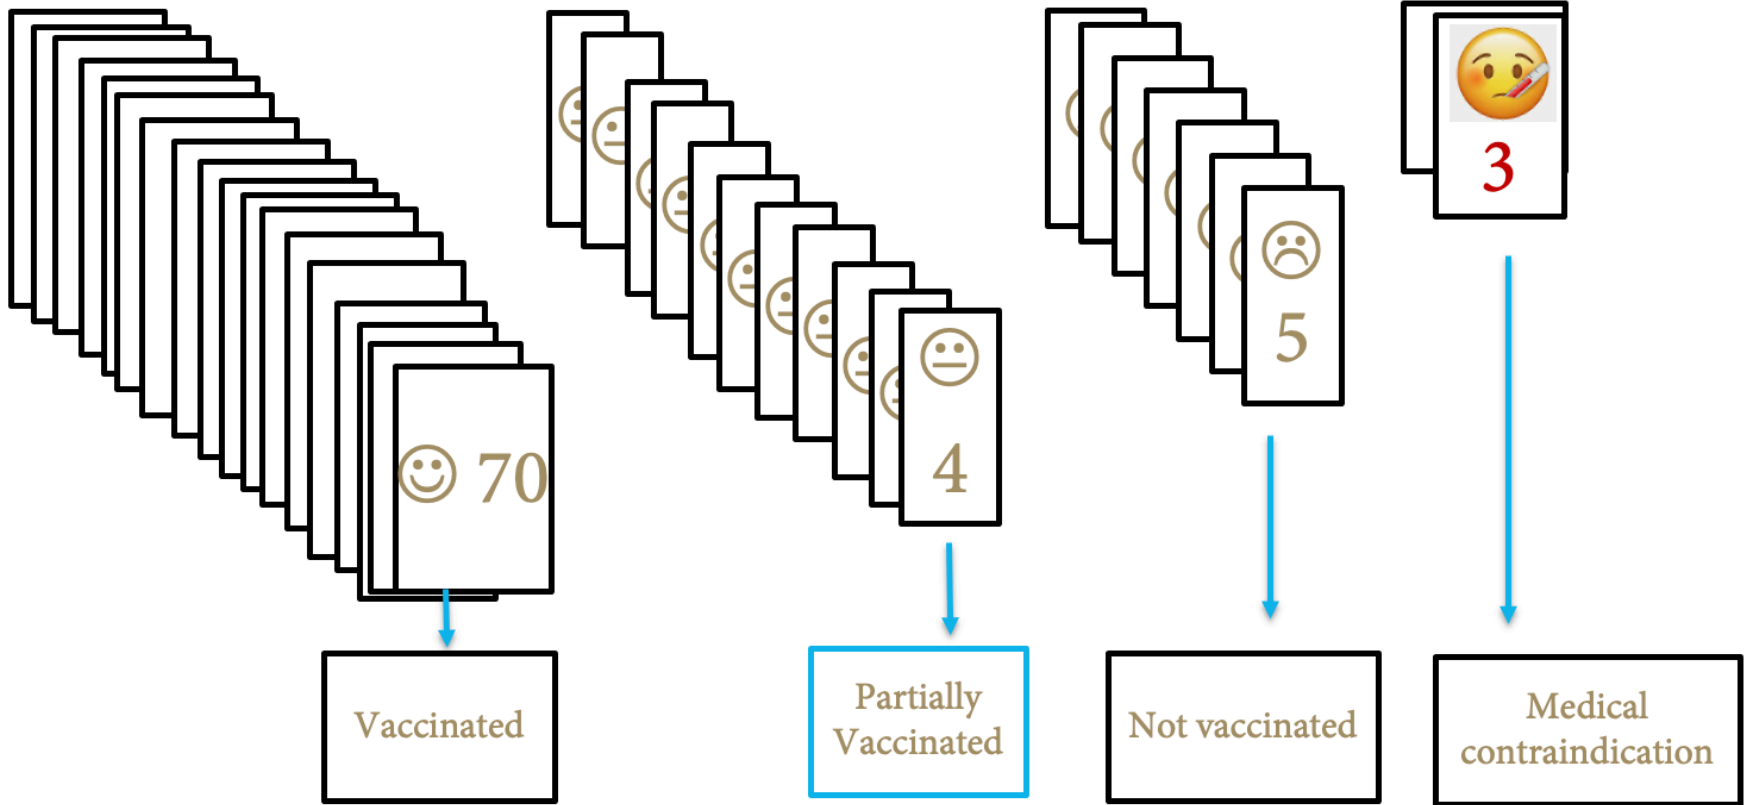 70
4
5
3
Vaccinated
Partially
Vaccinated
Not vaccinated
Medical
contraindication